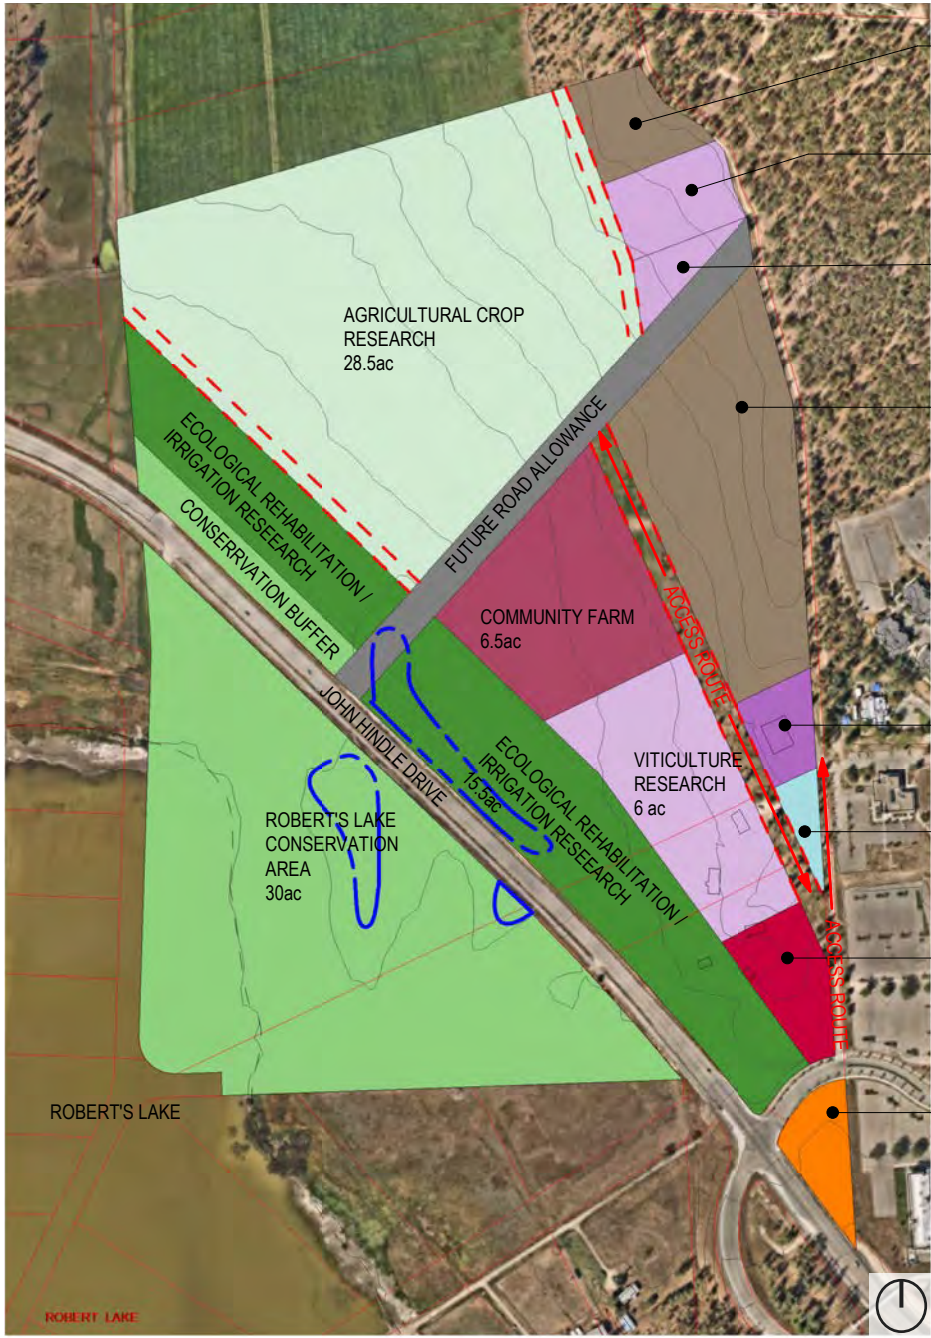 AGRICULTURAL CROP
RESEARCH
28.5ac
ECOLOGICAL REHABILITATION /
IRRIGATION RESEEARCH
CONSERRVATION BUFFER
FUTURE ROAD ALLOWANCE
COMMUNITY FARM
6.5ac
ACCESS ROUTE
JOHN HINDLE DRIVE
ECOLOGICAL REHABILITATION /
IRRIGATION RESEEARCH
15.5ac
VITICULTURE
RESEARCH
6 ac
ROBERT'S LAKE
CONSERVATION
AREA
30ac
ACCESS ROUTE
ROBERT'S LAKE
ROBERT LAKE